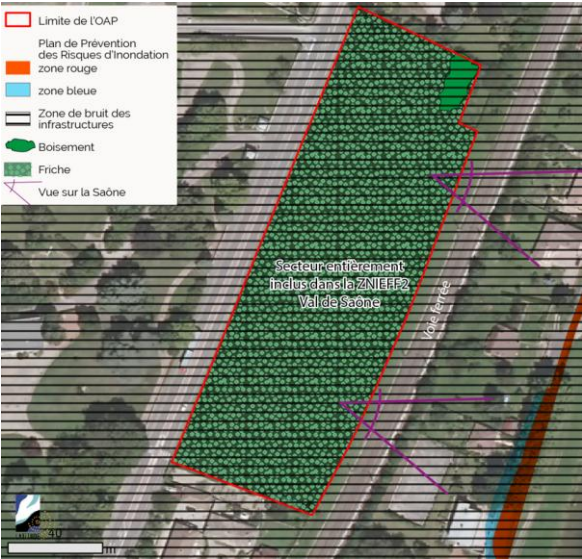 Limite de l'OAP
Plan de Prévention
des Risques d'Inondation
zone rouge
zone bleue
Zone de bruit des
infrastructures
Boisement
Friche
Vue sur la Saône
Secteur entièrement
inclus dans la ZNIEFF2
Val de Saône
Voie ferrée
40
m